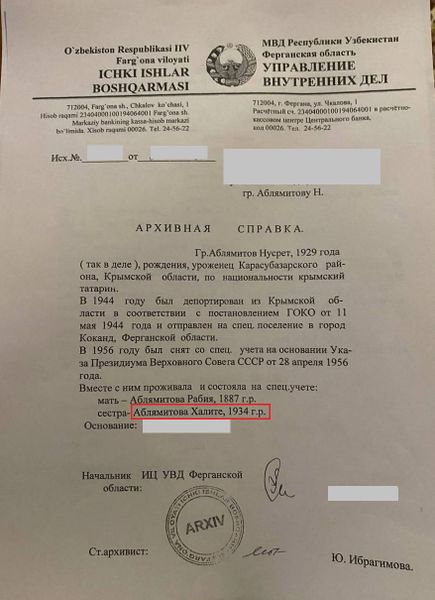 O'zbekiston Respublikasi IIV
Farg'ona viloyati
ICHKI ISHLAR
BOSHQARMASI
МВД Республики Узбекистан
Ферганская область
УПРАВЛЕНИЕ
ВНУТРЕННИХ ДЕЛ
712004, Farg'ona sh., Chkalov ko'chasi, 1
Hisob raqami 23404000100194064001 Farg'ona sh.
Markaziy bankining kassa-hisob markazi
bo'limida. Xisob raqami 00026. Tel. 24-56-22
712004, г. Фергана, ул. Чкалова, 1
Расчётный сч. 23404000100194064001 в расчётно-
кассовом центре Центрального банка,
код 00026. Тел. 24-56-22
Исх.№ от
гр. Аблямитову Н.
АРХИВНАЯ СПРАВКА.
Гр.Аблямитов Нусрет, 1929 года
( так в деле ), рождения, уроженец Карасубазарского рай-
она, Крымской области, по национальности крымский
татарин.
В 1944 году был депортирован из Крымской об-
ласти в соответствии с постановлением ГОКО от 11
мая 1944 года и отправлен на спец. поселение в город
Коканд, Ферганской области.
В 1956 году был снят со спец. учета на основании Ука-
за Президиума Верховного Совета СССР от 28 апреля 1956
года.
Вместе с ним проживала и состояла на спец.учете:
мать – Аблямитова Рабия, 1887 г.р.
сестра- Аблямитова Халите, 1934 г.р.
Основание:
Начальник ИЦ УВД Ферганской
области:
ARXIV
Ст.архивист:
Ю. Ибрагимова.